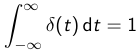 ∫_{-∞}^{∞} δ(t) dt = 1